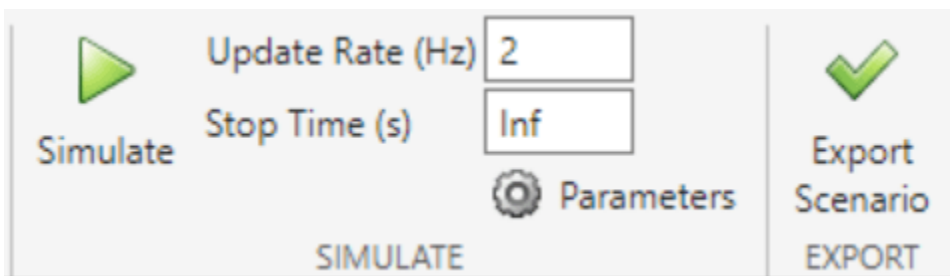 Update Rate (Hz) 2
Stop Time (s) Inf
Simulate
Parameters
SIMULATE
Export
Scenario
EXPORT